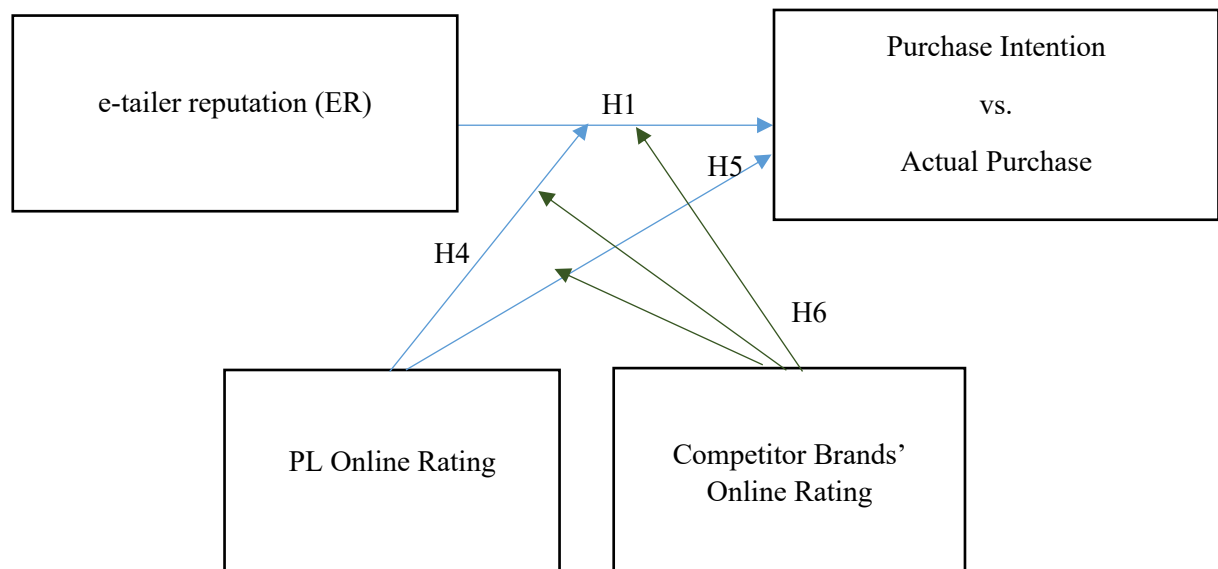 e-tailer reputation (ER)
Purchase Intention
vs.
Actual Purchase
H1
H5
H4
H6
PL Online Rating
Competitor Brands’
Online Rating